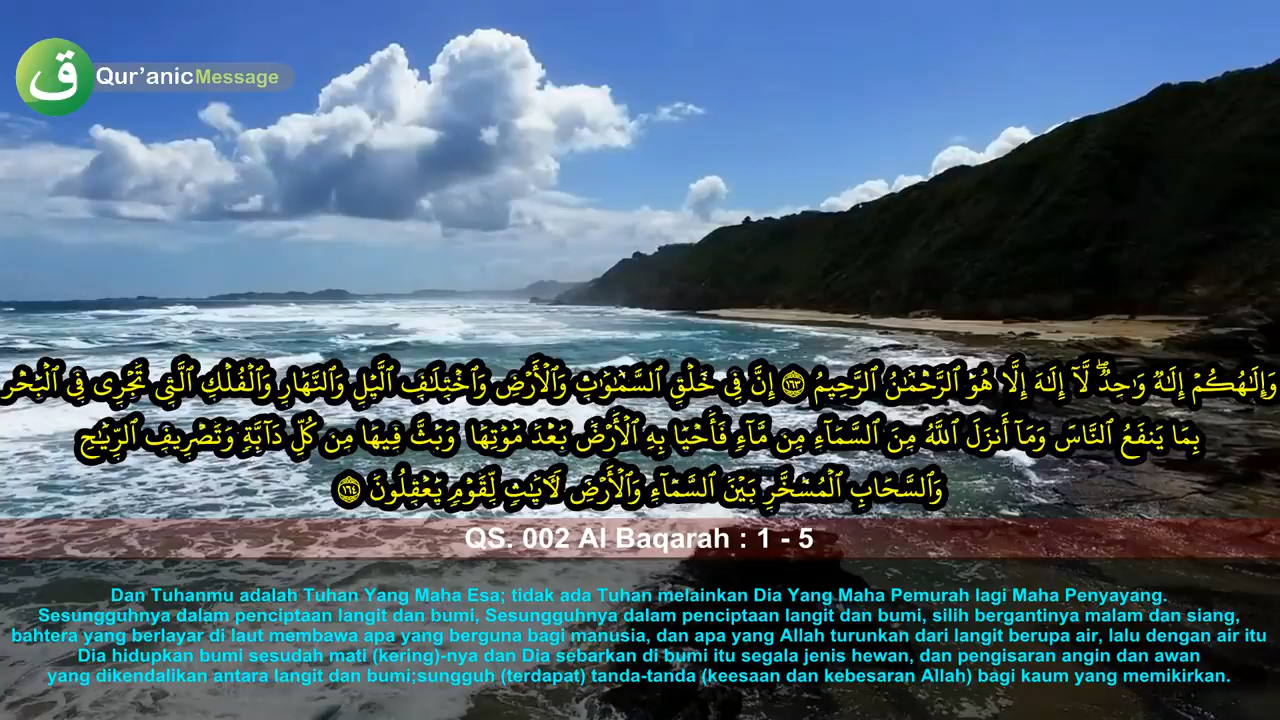 ق
Qur'anic Message
وَإِلَٰهُكُمْ إِلَٰهٌ وَٰحِدٌ ۖ لَّآ إِلَٰهَ إِلَّا هُوَ ٱلرَّحْمَٰنُ ٱلرَّحِيمُ ١٦٣ إِنَّ فِى خَلْقِ ٱلسَّمَٰوَٰتِ وَٱلْأَرْضِ وَٱخْتِلَٰفِ ٱلَّيْلِ وَٱلنَّهَارِ وَٱلْفُلْكِ ٱلَّتِى تَجْرِى فِى ٱلْبَحْرِ
بِمَا يَنفَعُ ٱلنَّاسَ وَمَآ أَنزَلَ ٱللَّهُ مِنَ ٱلسَّمَآءِ مِن مَّآءٍ فَأَحْيَا بِهِ ٱلْأَرْضَ بَعْدَ مَوْتِهَا وَبَثَّ فِيهَا مِن كُلِّ دَآبَّةٍ وَتَصْرِيفِ ٱلرِّيَٰحِ
وَٱلسَّحَابِ ٱلْمُسَخَّرِ بَيْنَ ٱلسَّمَآءِ وَٱلْأَرْضِ لَءَايَٰتٍ لِّقَوْمٍ يَعْقِلُونَ ١٦٤
QS. 002 Al Baqarah : 1 - 5
Dan Tuhanmu adalah Tuhan Yang Maha Esa; tidak ada Tuhan melainkan Dia Yang Maha Pemurah lagi Maha Penyayang.
Sesungguhnya dalam penciptaan langit dan bumi, Sesungguhnya dalam penciptaan langit dan bumi, silih bergantinya malam dan siang,
bahtera yang berlayar di laut membawa apa yang berguna bagi manusia, dan apa yang Allah turunkan dari langit berupa air, lalu dengan air itu
Dia hidupkan bumi sesudah mati (kering)-nya dan Dia sebarkan di bumi itu segala jenis hewan, dan pengisaran angin dan awan
yang dikendalikan antara langit dan bumi;sungguh (terdapat) tanda-tanda (keesaan dan kebesaran Allah) bagi kaum yang memikirkan.